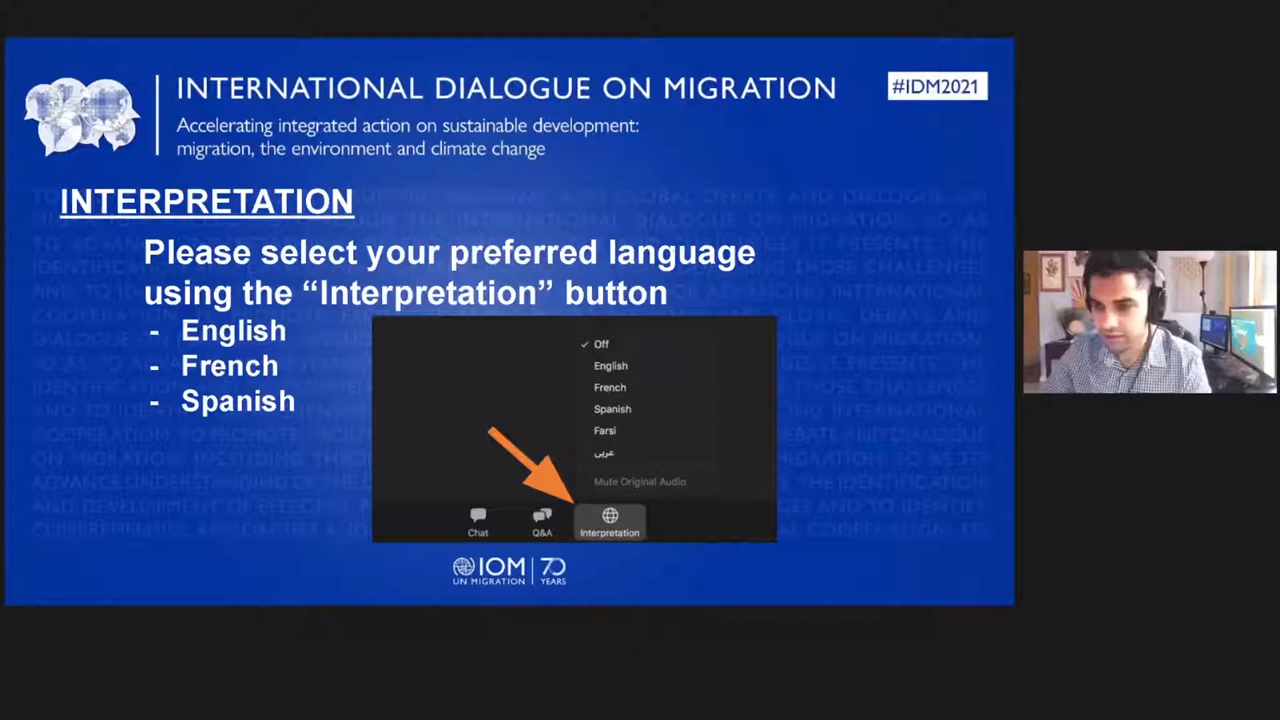 INTERNATIONAL DIALOGUE ON MIGRATION
#IDM2021
Accelerating integrated action on sustainable development:
migration, the environment and climate change
INTERPRETATION
Please select your preferred language
using the “Interpretation” button
- English
- French
- Spanish
Off
English
French
Spanish
Farsi
عربي
Mute Original Audio
Chat
Q&A
Interpretation
IOM
UN MIGRATION
70
YEARS